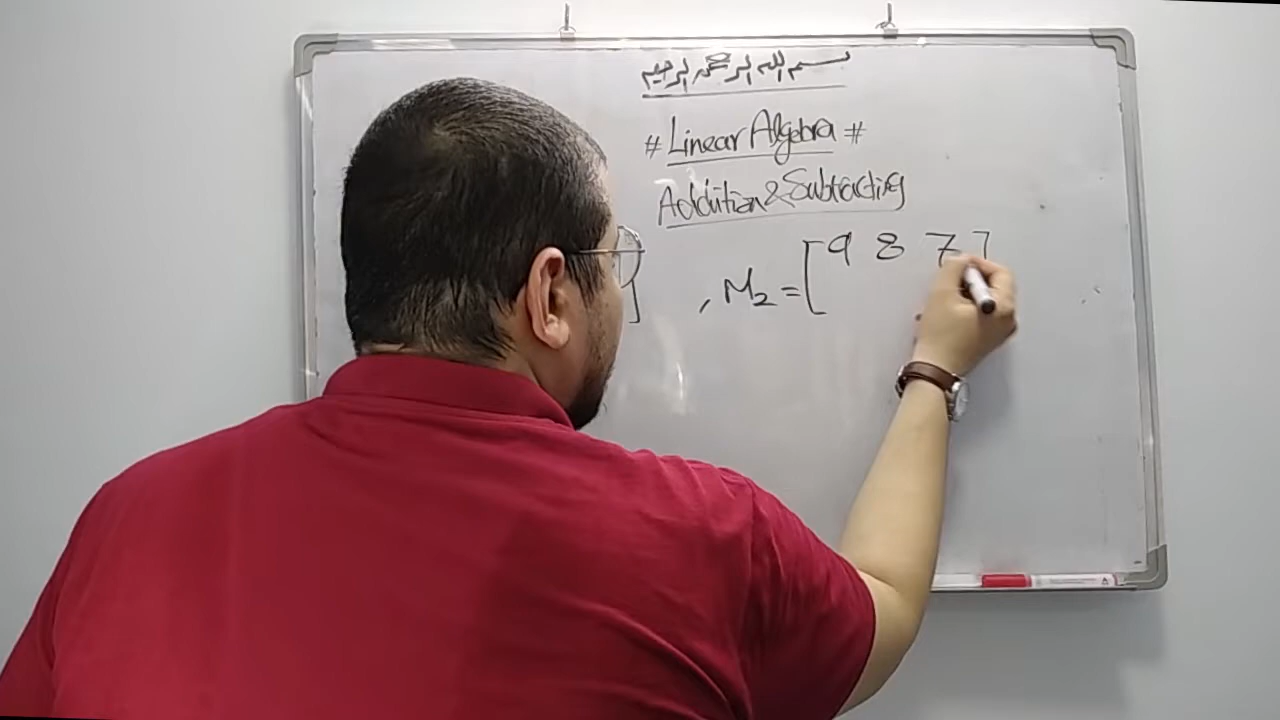 بسم الله الرحمن الرحيم
# Linear Algebra #
Addition & Subtracting
] , M₂ = [ 9 8 7 ]